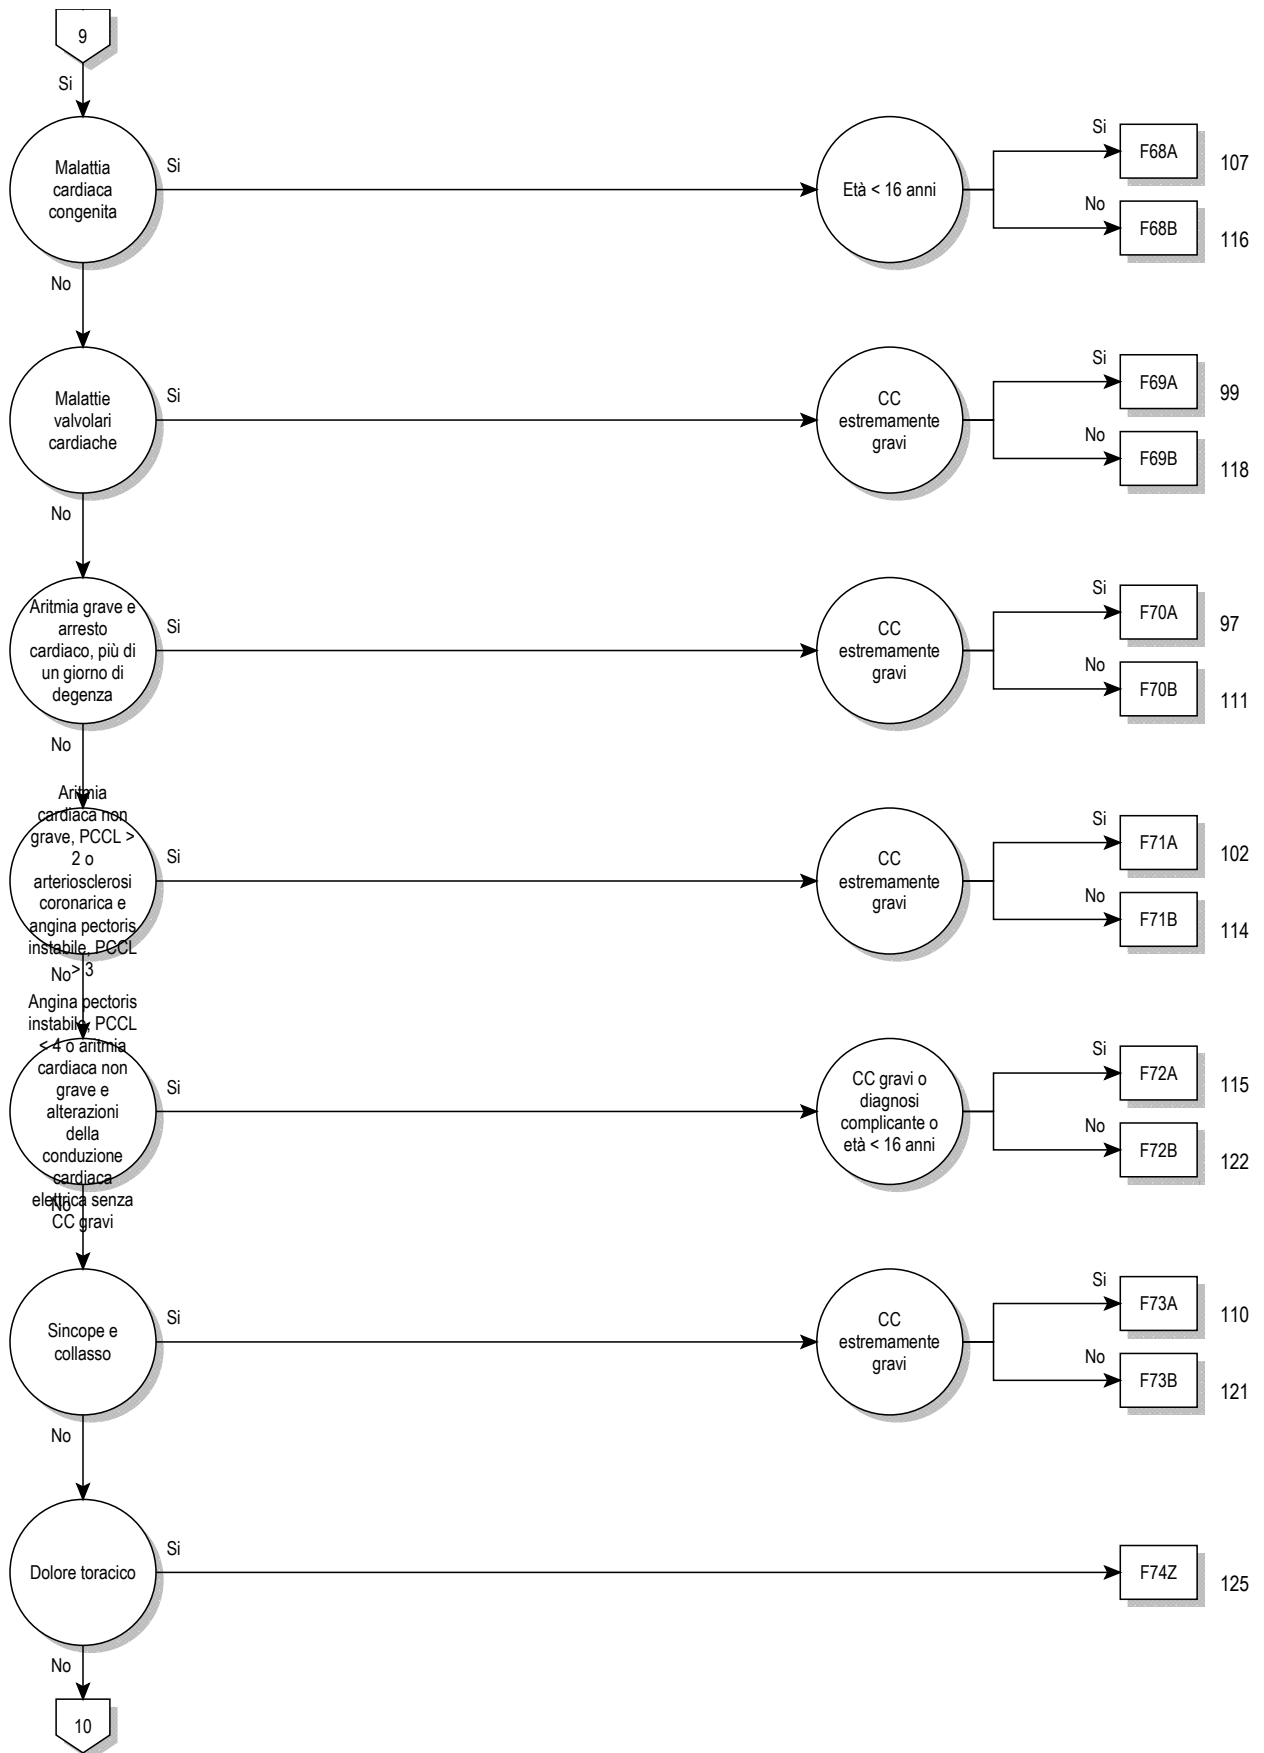 9
Si
Malattia
cardiaca
congenita
Si
Età < 16 anni
Si
F68A
107
No
F68B
116
No
Malattie
valvolari
cardiache
Si
CC
estremamente
gravi
Si
F69A
99
No
F69B
118
No
Aritmia grave e
arresto
cardiaco, più di
un giorno di
degenza
Si
CC
estremamente
gravi
Si
F70A
97
No
F70B
111
No
Aritmia
cardiaca non
grave, PCCL >
2 o
arteriosclerosi
coronarica e
angina pectoris
instabile, PCCL
> 3
Si
CC
estremamente
gravi
Si
F71A
102
No
F71B
114
No
Angina pectoris
instabile, PCCL
< 4 o aritmia
cardiaca non
grave e
alterazioni
della
conduzione
cardiaca
elettrica senza
CC gravi
Si
CC gravi o
diagnosi
complicante o
età < 16 anni
Si
F72A
115
No
F72B
122
No
Sincope e
collasso
Si
CC
estremamente
gravi
Si
F73A
110
No
F73B
121
No
Dolore toracico
Si
F74Z
125
No
10